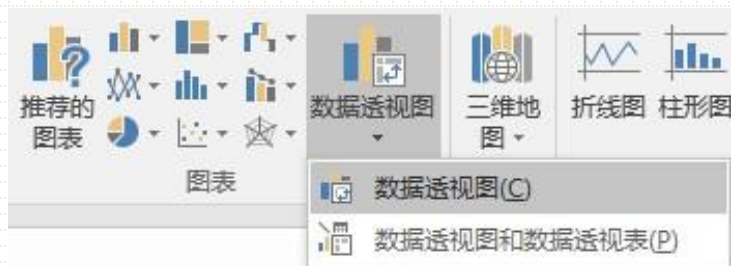 推荐的
图表
数据透视图
三维地
图
折线图
柱形图
图表
数据透视图(C)
数据透视图和数据透视表(P)